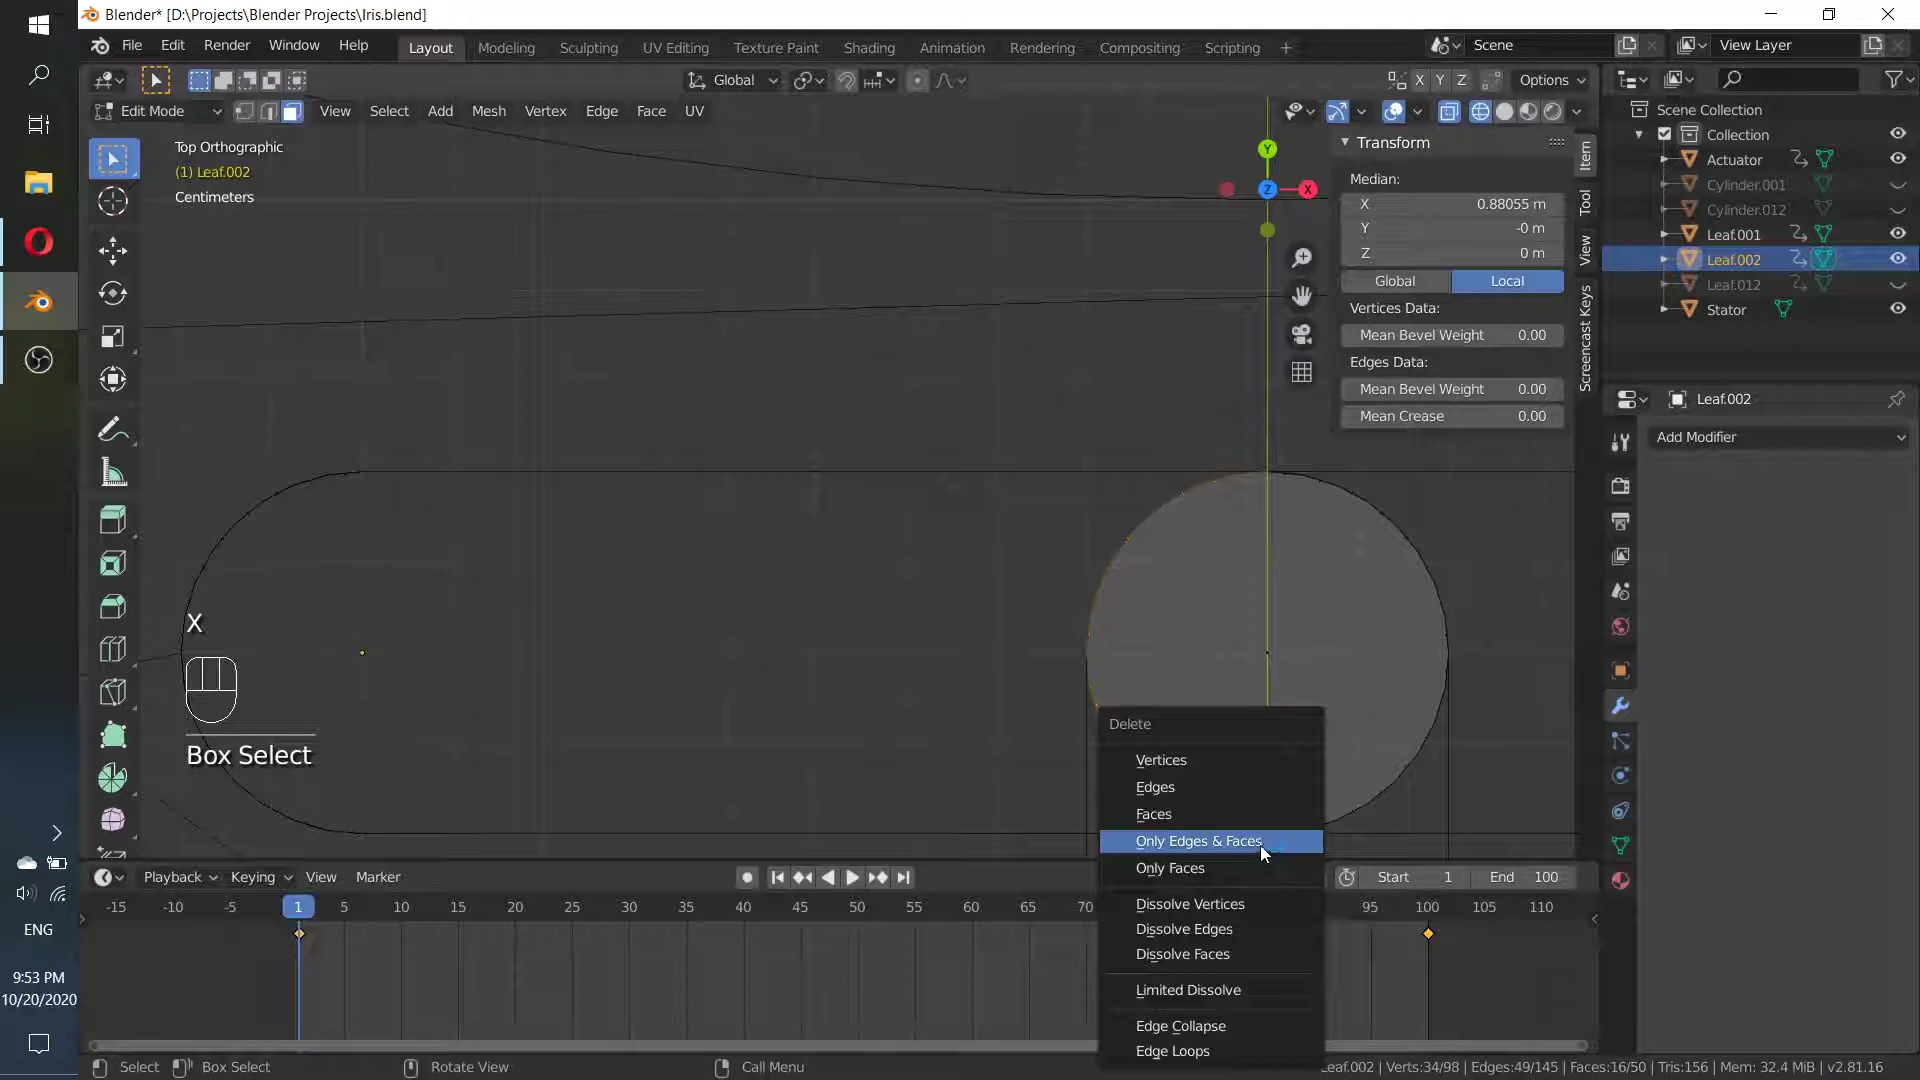 Blender* [D:\Projects\Blender Projects\Iris.blend]
File Edit Render Window Help
Layout Modeling Sculpting UV Editing Texture Paint Shading Animation Rendering Compositing Scripting +
Scene
View Layer
Global
X Y Z
Options
Edit Mode
View Select Add Mesh Vertex Edge Face UV
Top Orthographic
(1) Leaf.002
Centimeters
Y
Z
X
Transform
Median:
X 0.88055 m
Y -0 m
Z 0 m
Global Local
Vertices Data:
Mean Bevel Weight 0.00
Edges Data:
Mean Bevel Weight 0.00
Mean Crease 0.00
Item
Tool
View
Screencast Keys
Scene Collection
Collection
Actuator
Cylinder.001
Cylinder.012
Leaf.001
Leaf.002
Leaf.012
Stator
Leaf.002
Add Modifier
X
Box Select
Delete
Vertices
Edges
Faces
Only Edges & Faces
Only Faces
Dissolve Vertices
Dissolve Edges
Dissolve Faces
Limited Dissolve
Edge Collapse
Edge Loops
Playback Keying View Marker
Start 1 End 100
-15 -10 -5 1 5 10 15 20 25 30 35 40 45 50 55 60 65 70 95 100 105 110
Select Box Select Rotate View Call Menu
Leaf.002 | Verts:34/98 | Edges:49/145 | Faces:16/50 | Tris:156 | Mem: 32.4 MiB | v2.81.16
ENG
9:53 PM
10/20/2020